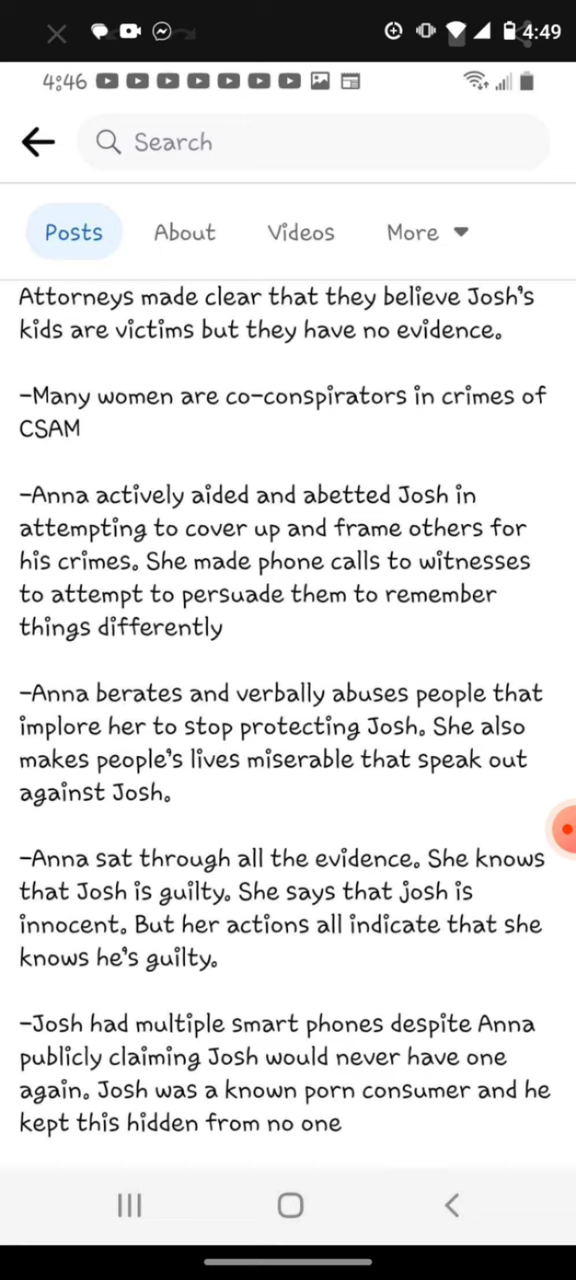 4:49
4:46
Search
Posts About Videos More
Attorneys made clear that they believe Josh's
kids are victims but they have no evidence.
-Many women are co-conspirators in crimes of
CSAM
-Anna actively aided and abetted Josh in
attempting to cover up and frame others for
his crimes. She made phone calls to witnesses
to attempt to persuade them to remember
things differently
-Anna berates and verbally abuses people that
implore her to stop protecting Josh. She also
makes people's lives miserable that speak out
against Josh.
-Anna sat through all the evidence. She knows
that Josh is guilty. She says that josh is
innocent. But her actions all indicate that she
knows he's guilty.
-Josh had multiple smart phones despite Anna
publicly claiming Josh would never have one
again. Josh was a known porn consumer and he
kept this hidden from no one